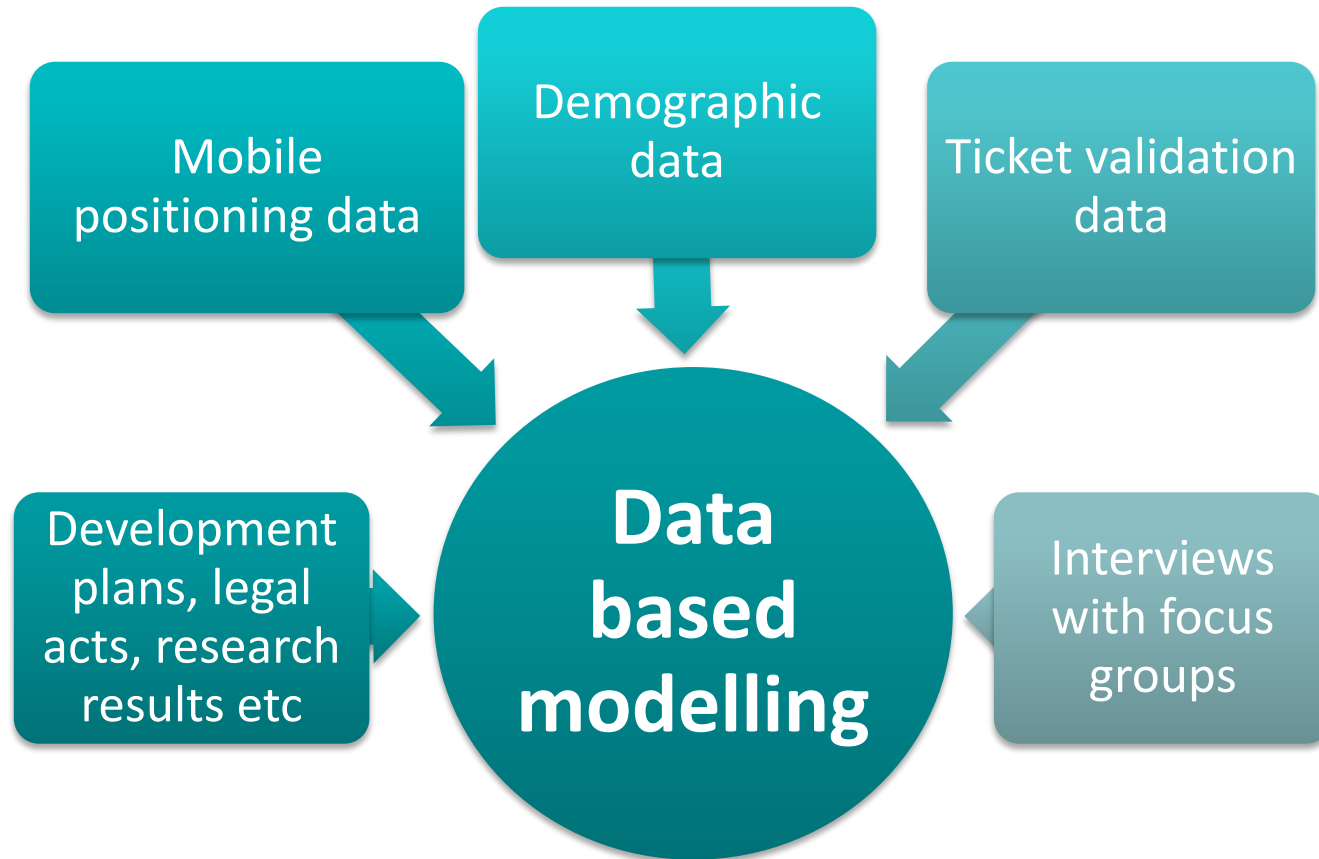 Mobile
positioning data
Demographic
data
Ticket validation
data
Development
plans, legal
acts, research
results etc
Data
based
modelling
Interviews
with focus
groups